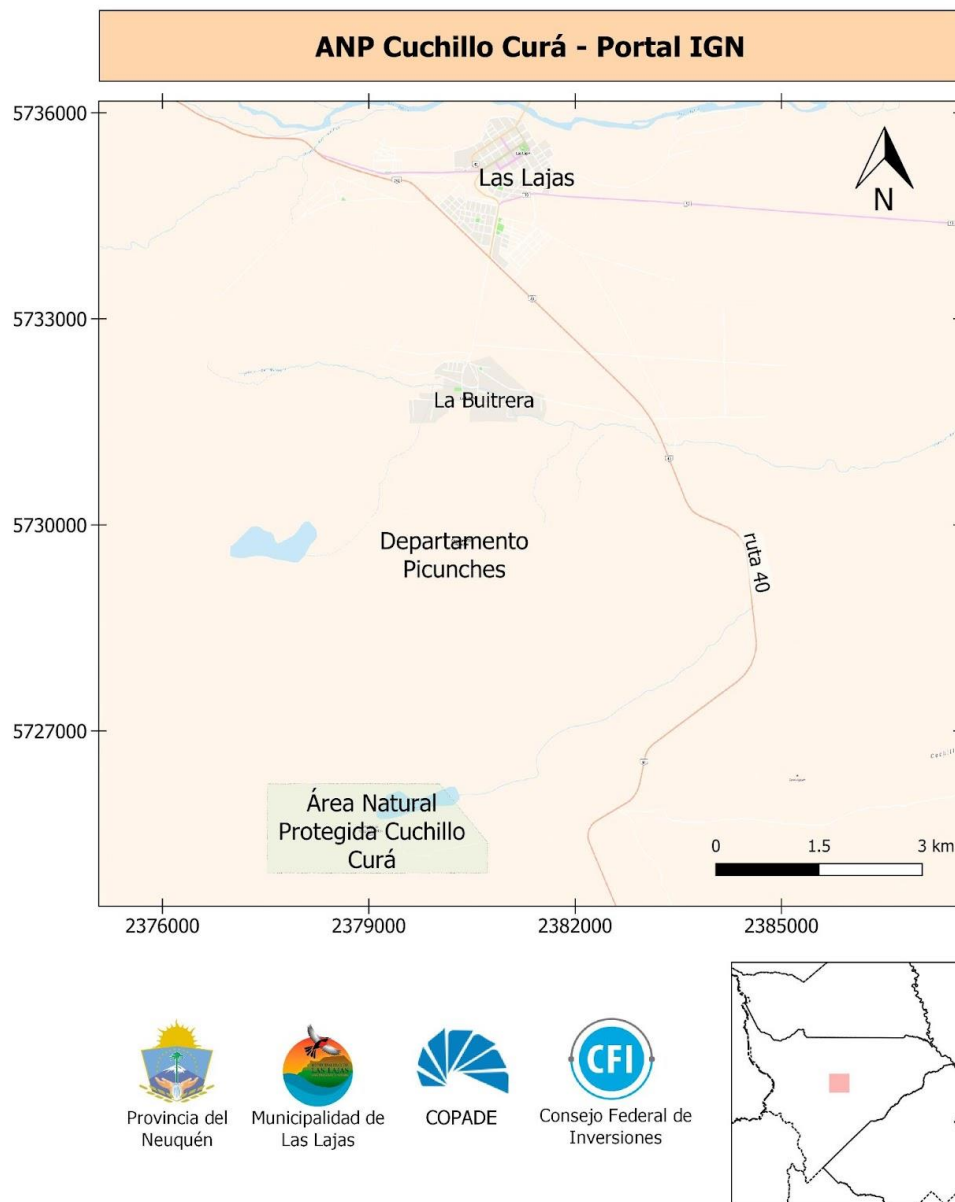 ANP Cuchillo Curá - Portal IGN
5736000
Las Lajas
N
5733000
La Buitrera
5730000
Departamento
Picunches
ruta 40
5727000
Área Natural
Protegida Cuchillo
Curá
0 1.5 3 km
2376000 2379000 2382000 2385000
CFI
LAS LAJAS
Provincia del
Neuquén
Municipalidad de
Las Lajas
COPADE
Consejo Federal de
Inversiones